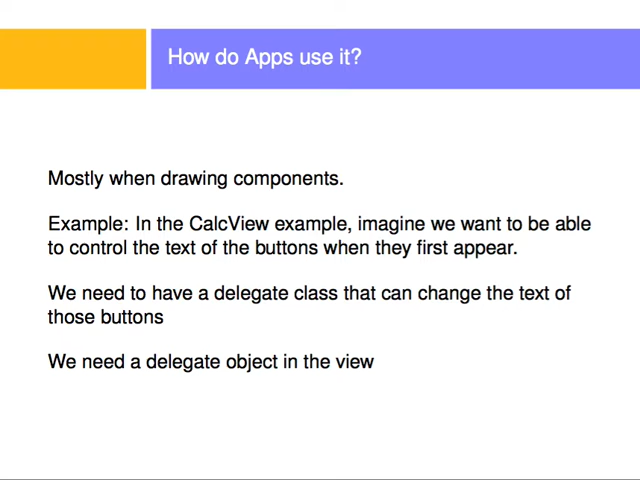 How do Apps use it?
Mostly when drawing components.
Example: In the CalcView example, imagine we want to be able
to control the text of the buttons when they first appear.
We need to have a delegate class that can change the text of
those buttons
We need a delegate object in the view